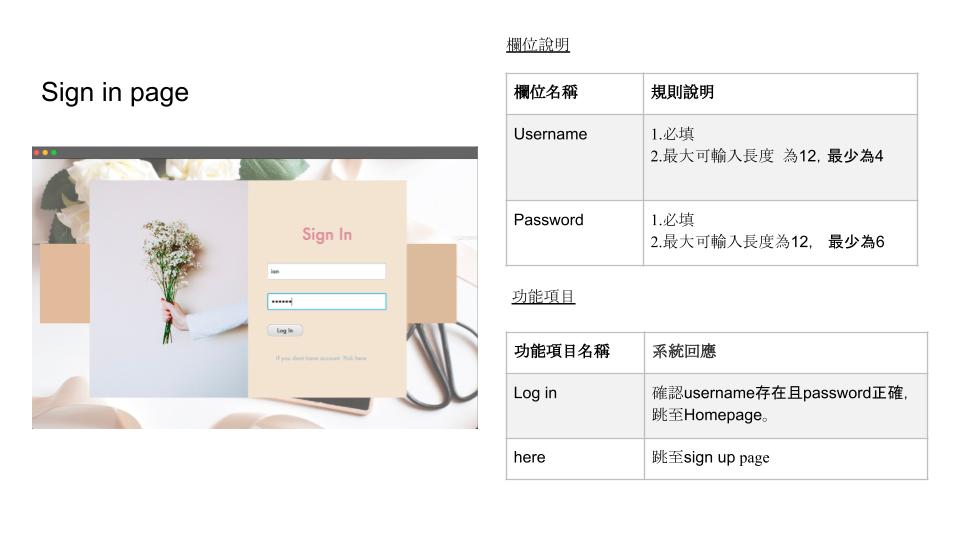 Sign in page
Sign In
ian
••••••
Log In
If you dont have account. Pick here
欄位說明
欄位名稱 規則說明
Username 1.必填
2.最大可輸入長度 為12, 最少為4
Password 1.必填
2.最大可輸入長度為12, 最少為6
功能項目
功能項目名稱 系統回應
Log in 確認username存在且password正確,
跳至Homepage。
here 跳至sign up page